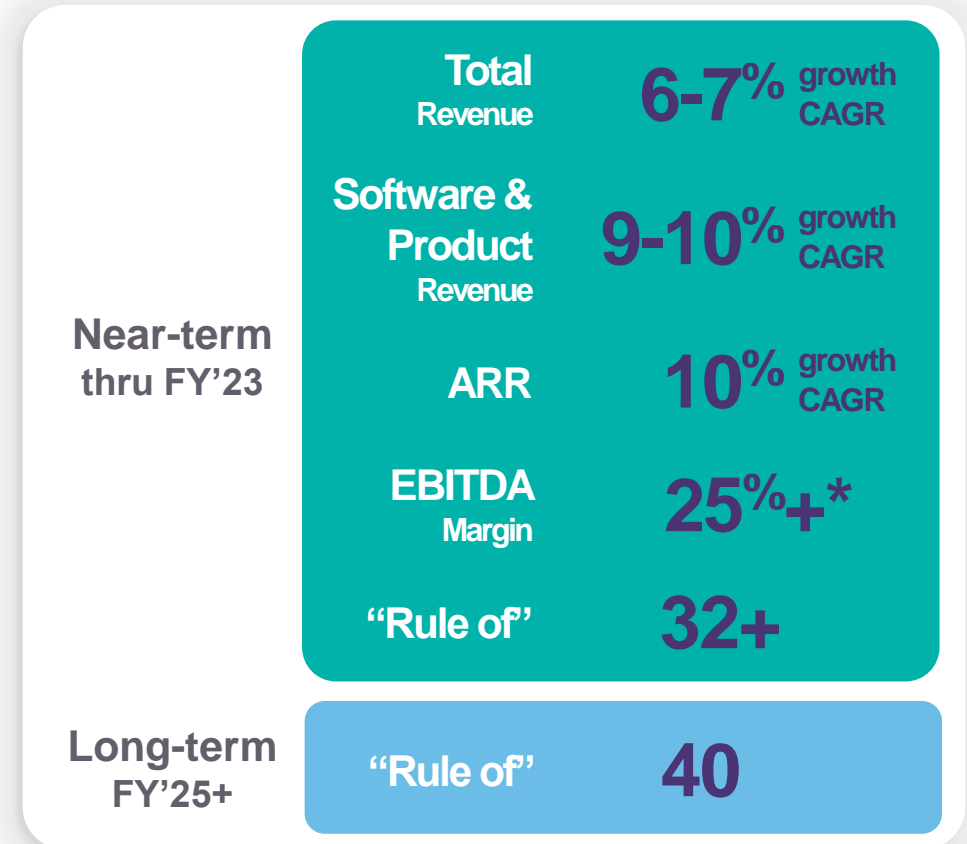 Near-term
thru FY’23
Total
Revenue
6-7% growth
CAGR
Software &
Product
Revenue
9-10% growth
CAGR
ARR
10% growth
CAGR
EBITDA
Margin
25%+*
“Rule of”
32+
Long-term
FY’25+
“Rule of”
40